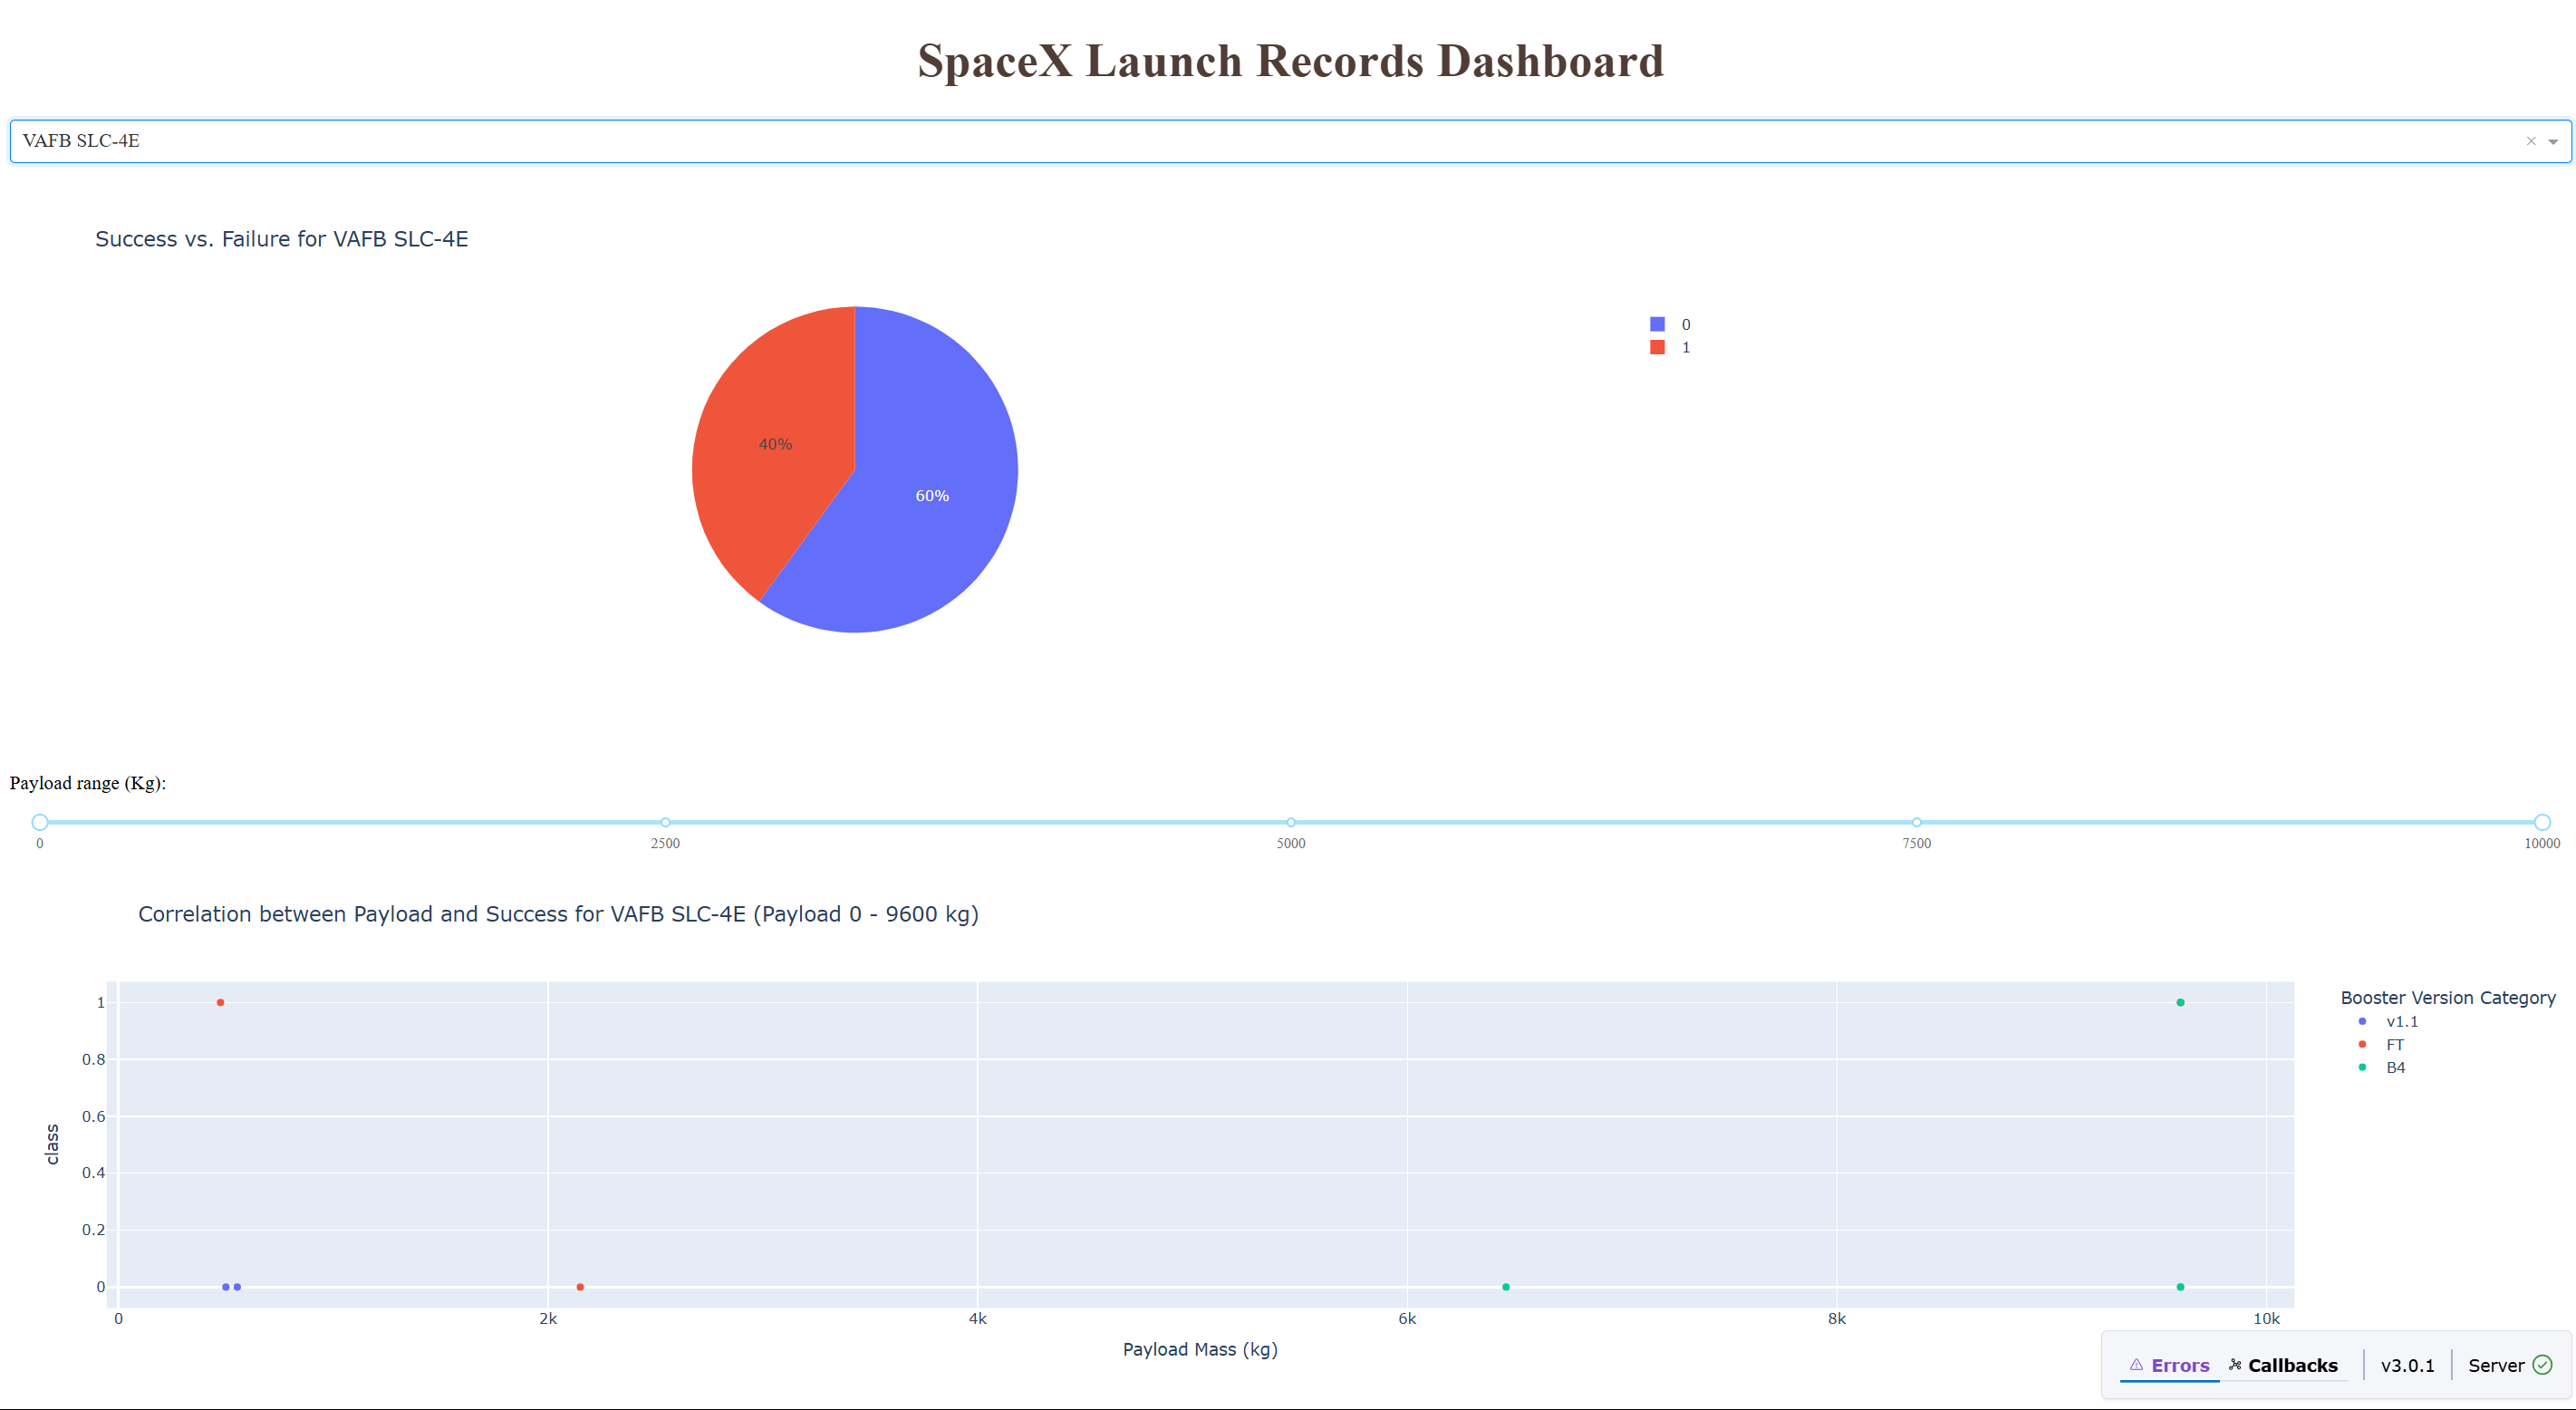 SpaceX Launch Records Dashboard
VAFB SLC-4E
Success vs. Failure for VAFB SLC-4E
0
1
40%
60%
Payload range (Kg):
0 2500 5000 7500 10000
Correlation between Payload and Success for VAFB SLC-4E (Payload 0 - 9600 kg)
class
1
0.8
0.6
0.4
0.2
0
0 2k 4k 6k 8k 10k
Payload Mass (kg)
Booster Version Category
v1.1
FT
B4
Errors Callbacks v3.0.1 Server